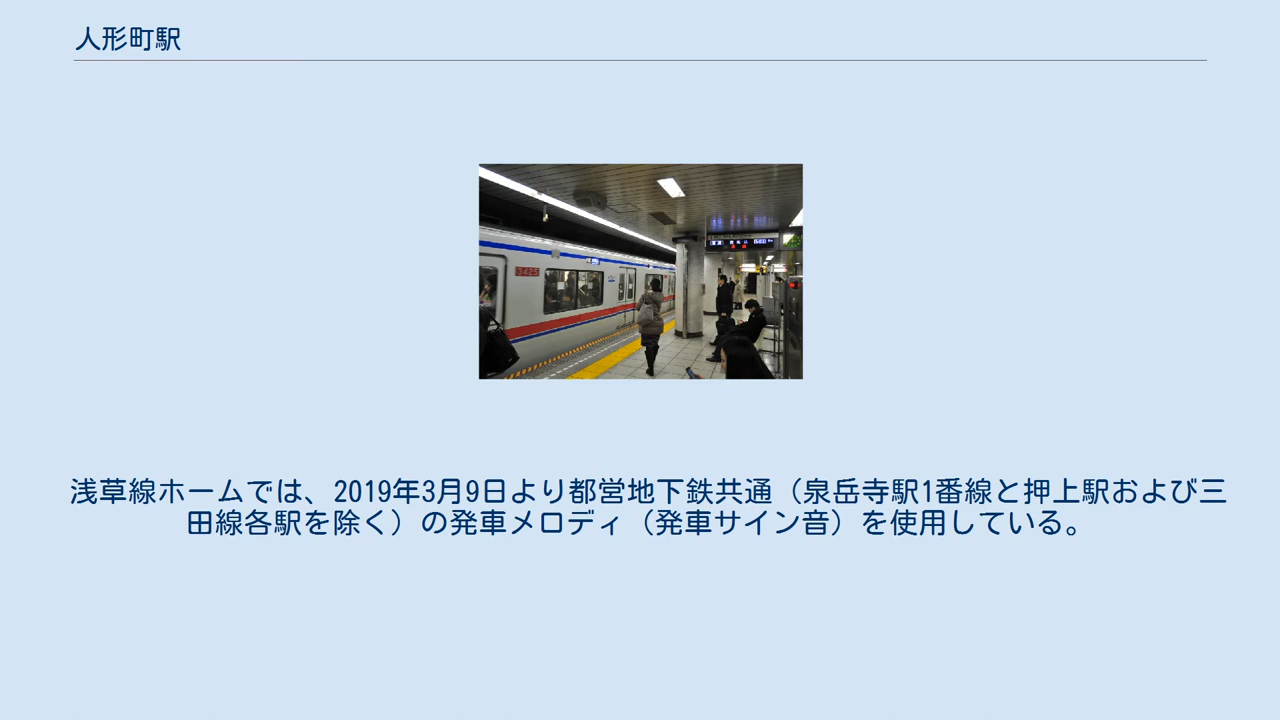 人形町駅
3425
浅草線ホームでは、2019年3月9日より都営地下鉄共通（泉岳寺駅1番線と押上駅および三
田線各駅を除く）の発車メロディ（発車サイン音）を使用している。